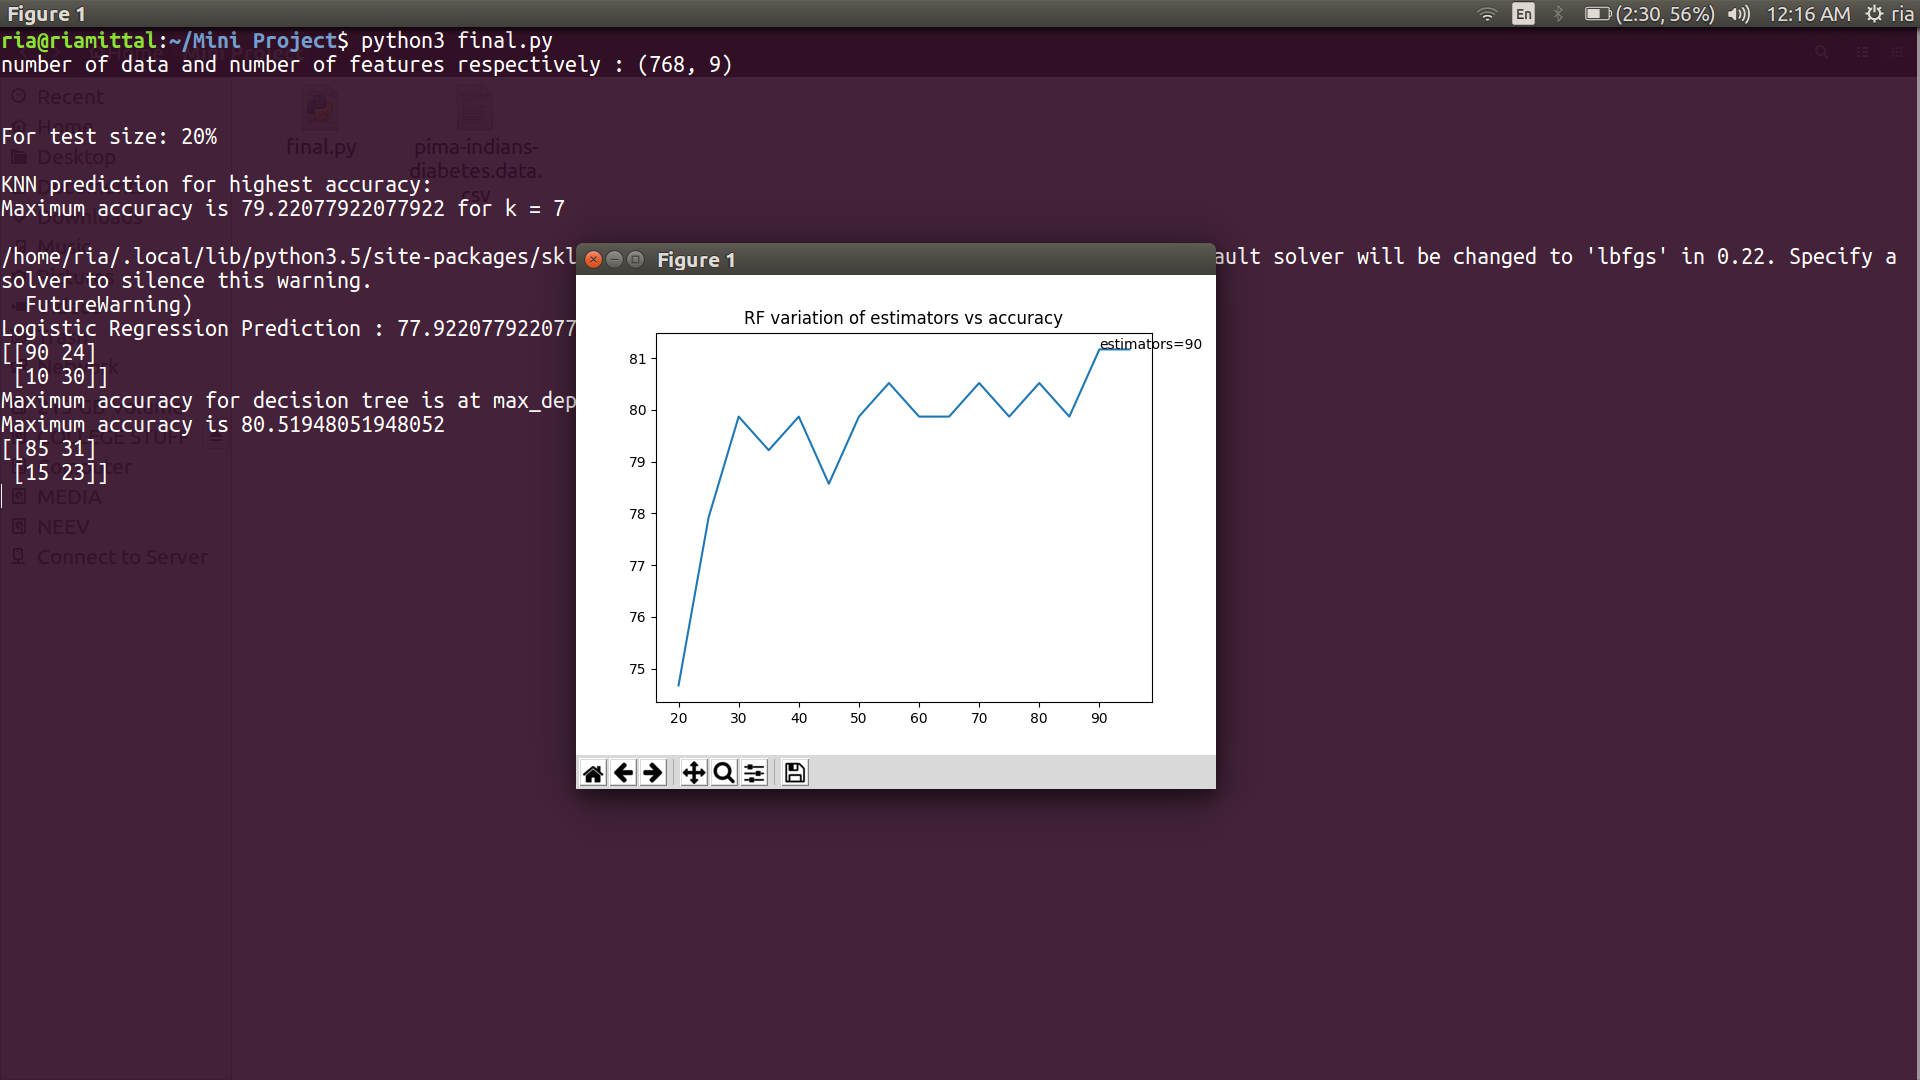 Figure 1
En
(2:30, 56%)
12:16 AM
ria
ria@riamittal:~/Mini Project$ python3 final.py
number of data and number of features respectively : (768, 9)
Recent
Home
For test size: 20%
Desktop
final.py
pima-indians-
diabetes.data.
csv
KNN prediction for highest accuracy:
Maximum accuracy is 79.22077922077922 for k = 7
Downloads
Music
/home/ria/.local/lib/python3.5/site-packages/skl
ault solver will be changed to 'lbfgs' in 0.22. Specify a
solver to silence this warning.
FutureWarning)
Logistic Regression Prediction : 77.922077922077
[[90 24]
[10 30]]
Maximum accuracy for decision tree is at max_dep
Maximum accuracy is 80.51948051948052
COLLEGE STUFF
[[85 31]
[15 23]]
MEDIA
NEEV
Connect to Server
Figure 1
RF variation of estimators vs accuracy
estimators=90
81
80
79
78
77
76
75
20 30 40 50 60 70 80 90